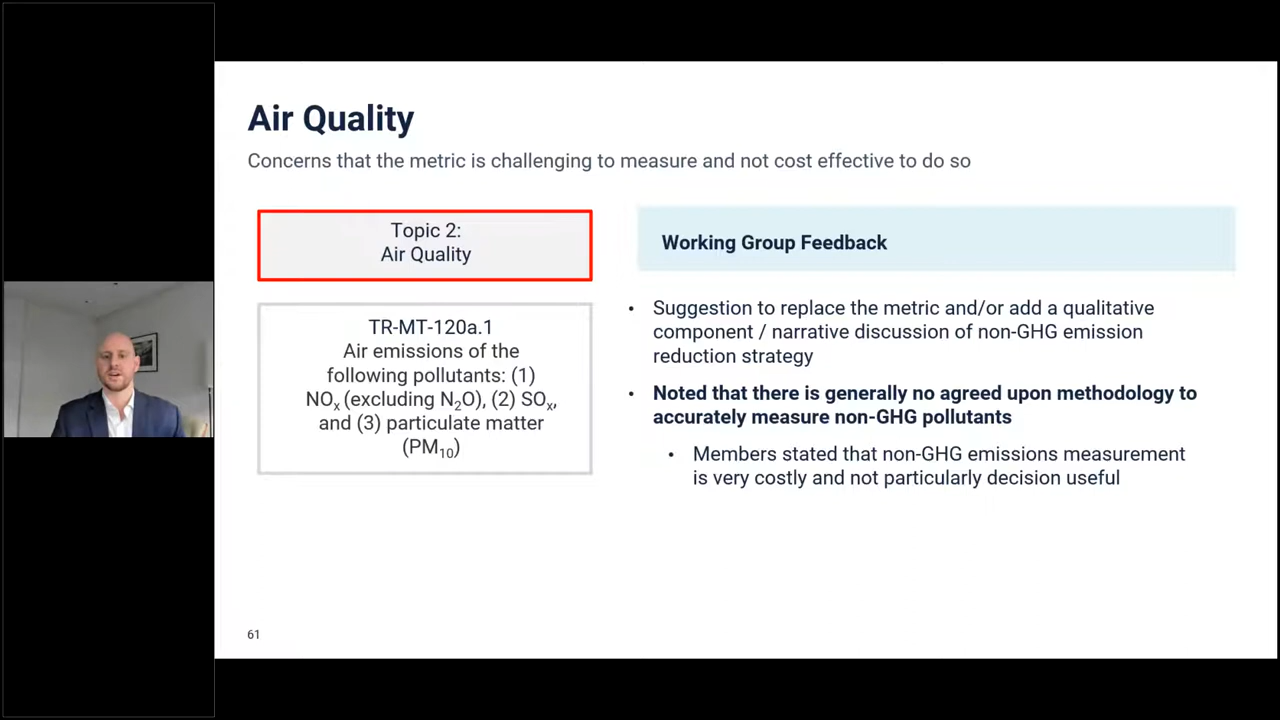 Air Quality
Concerns that the metric is challenging to measure and not cost effective to do so
Topic 2:
Air Quality
TR-MT-120a.1
Air emissions of the
following pollutants: (1)
NOx (excluding N2O), (2) SOx,
and (3) particulate matter
(PM10)
Working Group Feedback
• Suggestion to replace the metric and/or add a qualitative
component / narrative discussion of non-GHG emission
reduction strategy
• Noted that there is generally no agreed upon methodology to
accurately measure non-GHG pollutants
• Members stated that non-GHG emissions measurement
is very costly and not particularly decision useful
61